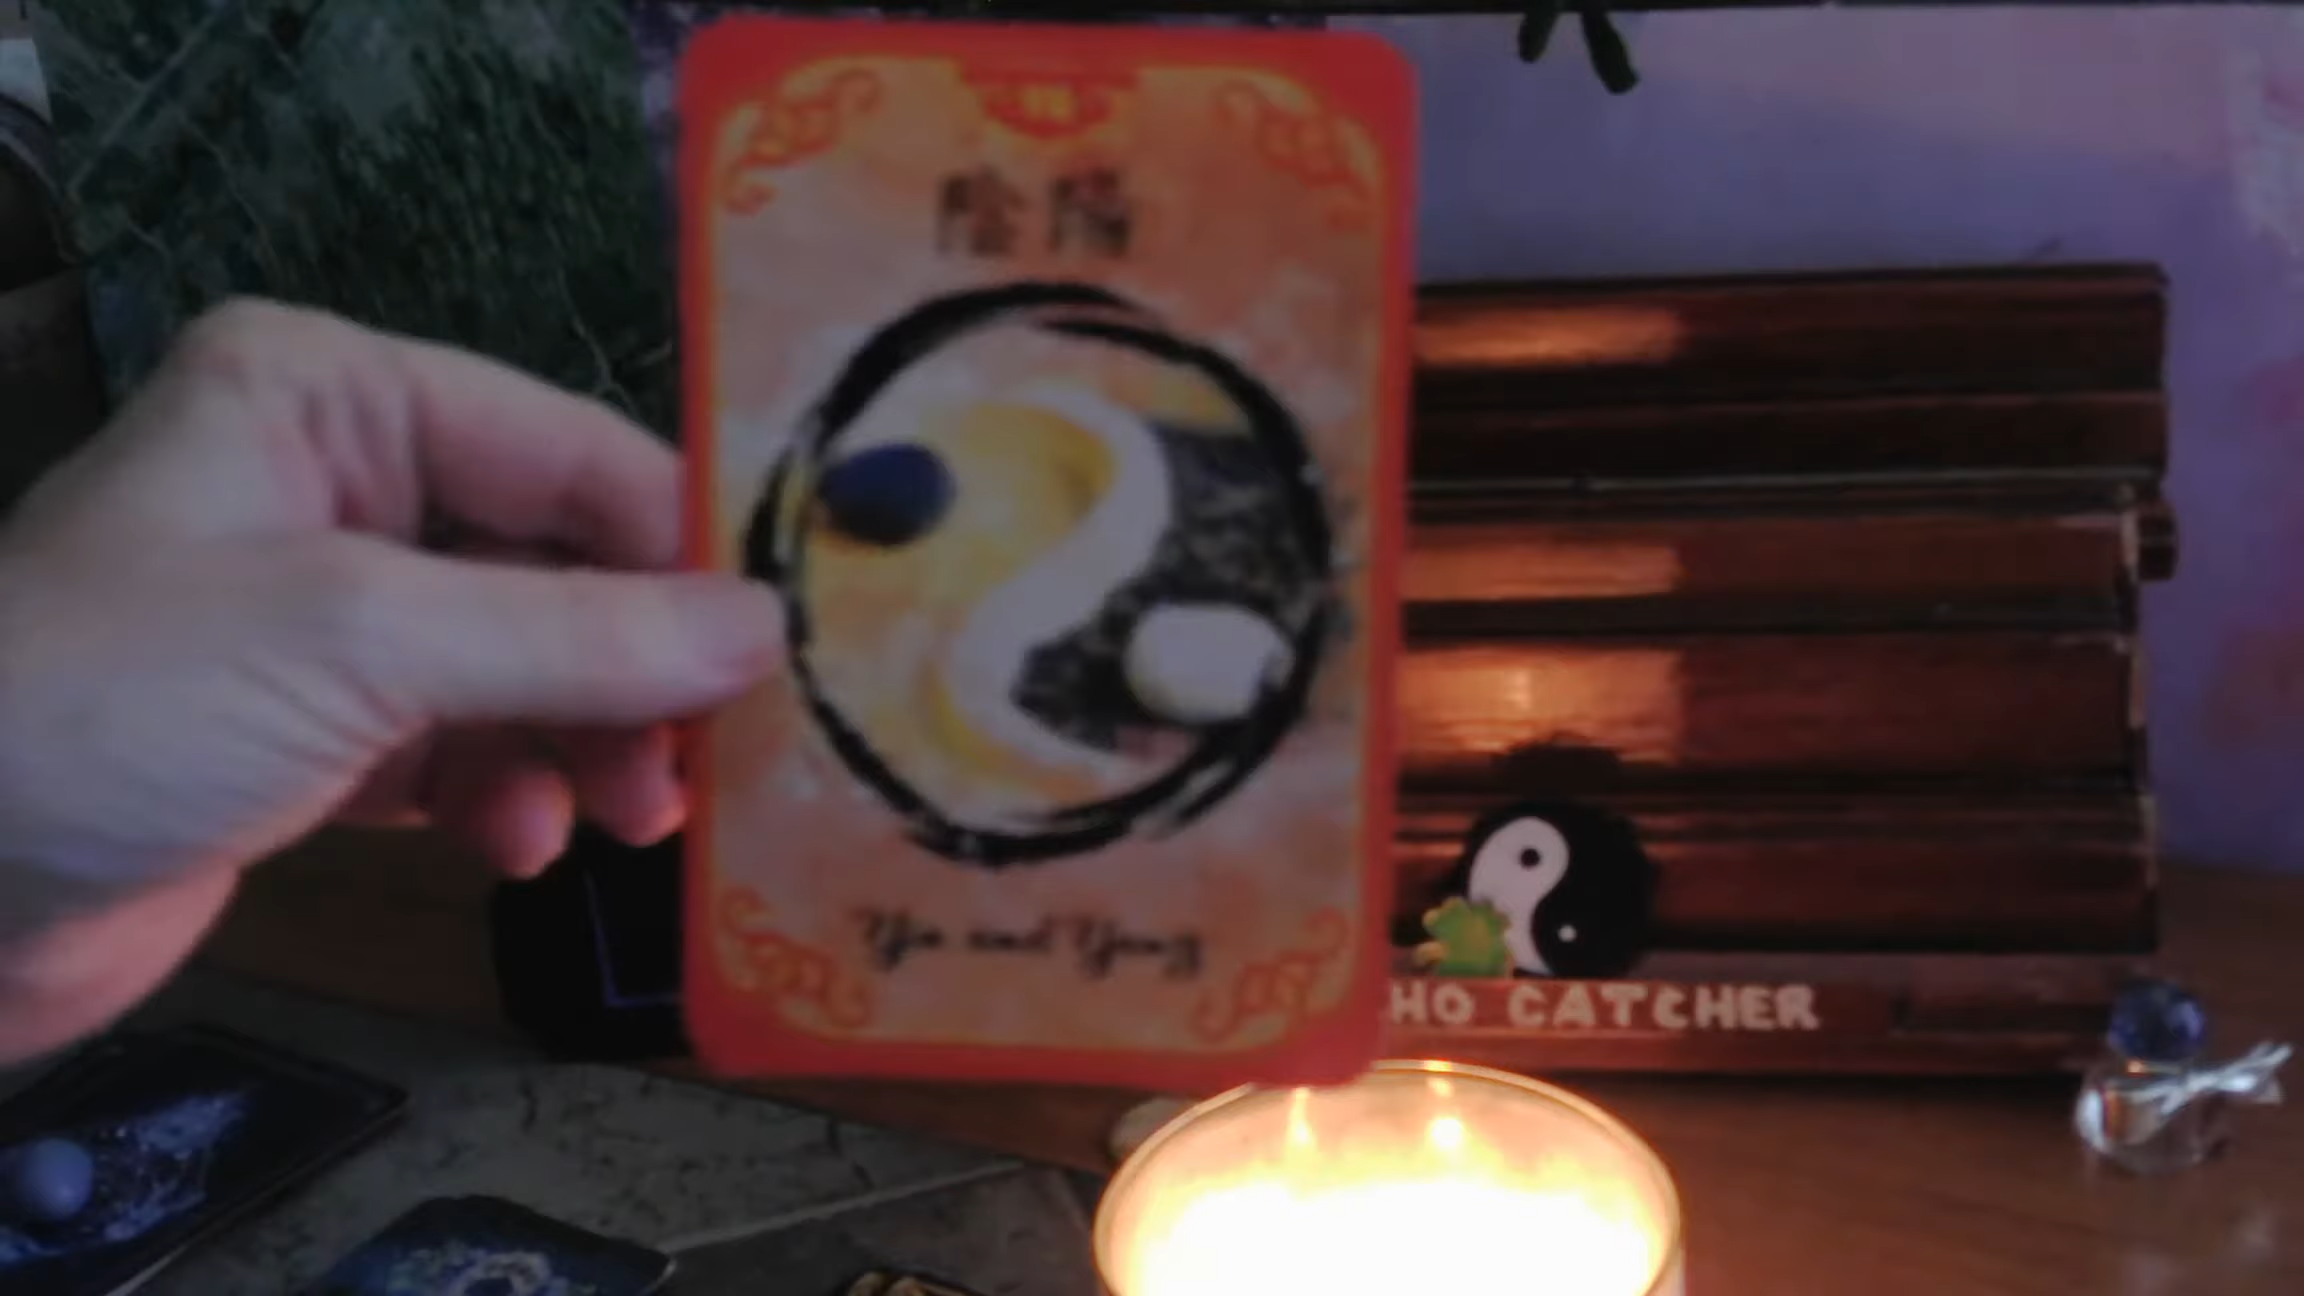 陰陽
Yin and Yang
HO CATCHER